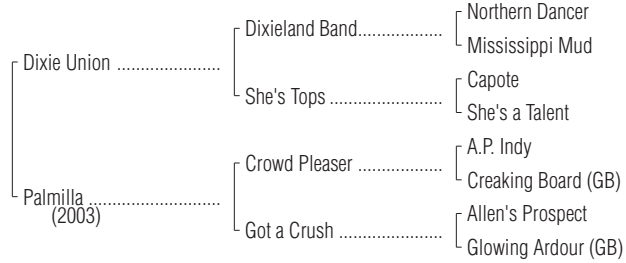 Northern Dancer
Dixieland Band..................
Mississippi Mud
Dixie Union ......................
Capote
She's Tops ........................
She's a Talent
A.P. Indy
Crowd Pleaser ..................
Creaking Board (GB)
Palmilla ............................
(2003)
Allen's Prospect
Got a Crush ......................
Glowing Ardour (GB)